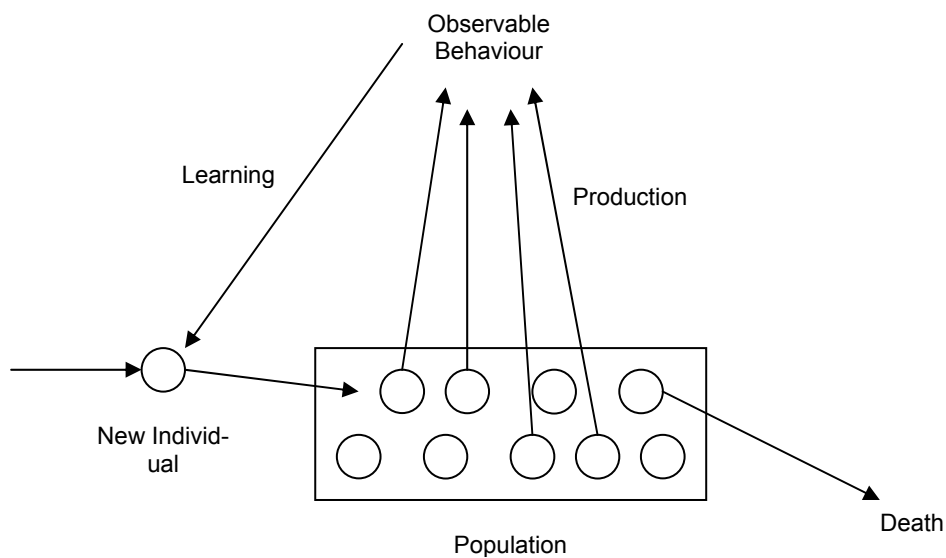 Observable
Behaviour
Learning
Production
New Individ-
ual
Death
Population